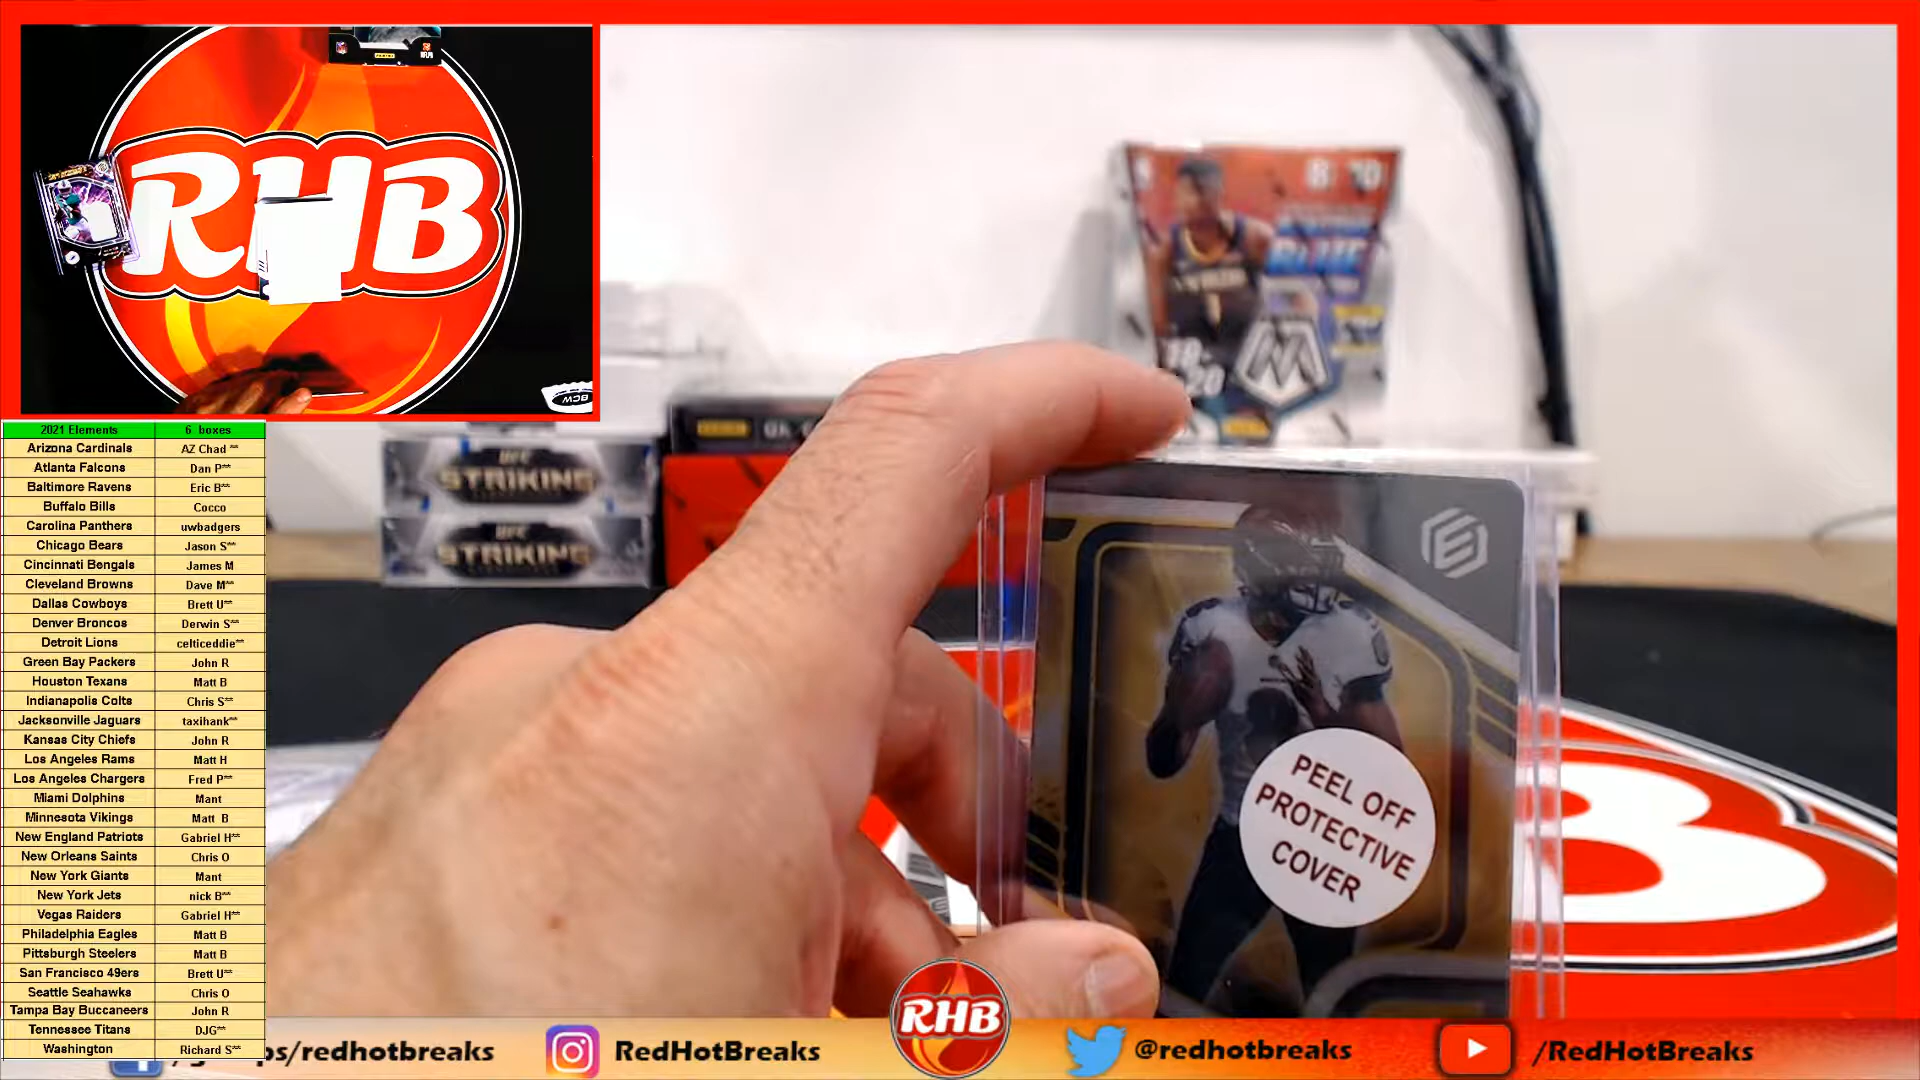 RHB
BCW
2021 Elements 6 boxes
Arizona Cardinals AZ Chad **
Atlanta Falcons Dan P**
Baltimore Ravens Eric B**
Buffalo Bills Cocco
Carolina Panthers uwbadgers
Chicago Bears Jason S**
Cincinnati Bengals James M
Cleveland Browns Dave M**
Dallas Cowboys Brett U**
Denver Broncos Derwin S**
Detroit Lions celticeddie**
Green Bay Packers John R
Houston Texans Matt B
Indianapolis Colts Chris S**
Jacksonville Jaguars taxihank**
Kansas City Chiefs John R
Los Angeles Rams Matt H
Los Angeles Chargers Fred P**
Miami Dolphins Mant
Minnesota Vikings Matt B
New England Patriots Gabriel H**
New Orleans Saints Chris O
New York Giants Mant
New York Jets nick B**
Vegas Raiders Gabriel H**
Philadelphia Eagles Matt B
Pittsburgh Steelers Matt B
San Francisco 49ers Brett U**
Seattle Seahawks Chris O
Tampa Bay Buccaneers John R
Tennessee Titans DJG**
Washington Richard S**
BLUE
UFC
STRIKING
UFC
STRIKING
PEEL OFF
PROTECTIVE
COVER
B
s/redhotbreaks
RedHotBreaks
RHB
@redhotbreaks
/RedHotBreaks